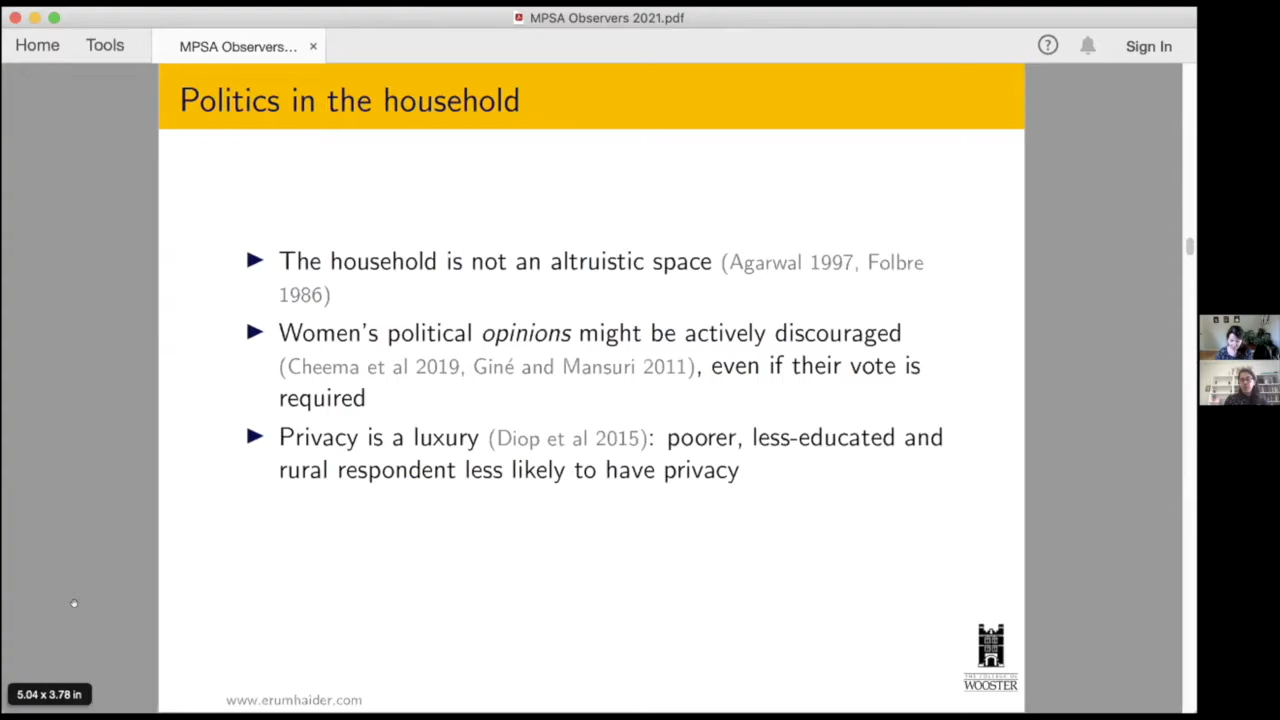 MPSA Observers 2021.pdf
Home Tools MPSA Observers... × ? Sign In
Politics in the household
The household is not an altruistic space (Agarwal 1997, Folbre
1986)
Women's political opinions might be actively discouraged
(Cheema et al 2019, Giné and Mansuri 2011), even if their vote is
required
Privacy is a luxury (Diop et al 2015): poorer, less-educated and
rural respondent less likely to have privacy
THE COLLEGE OF
WOOSTER
5.04 x 3.78 in
www.erumhaider.com